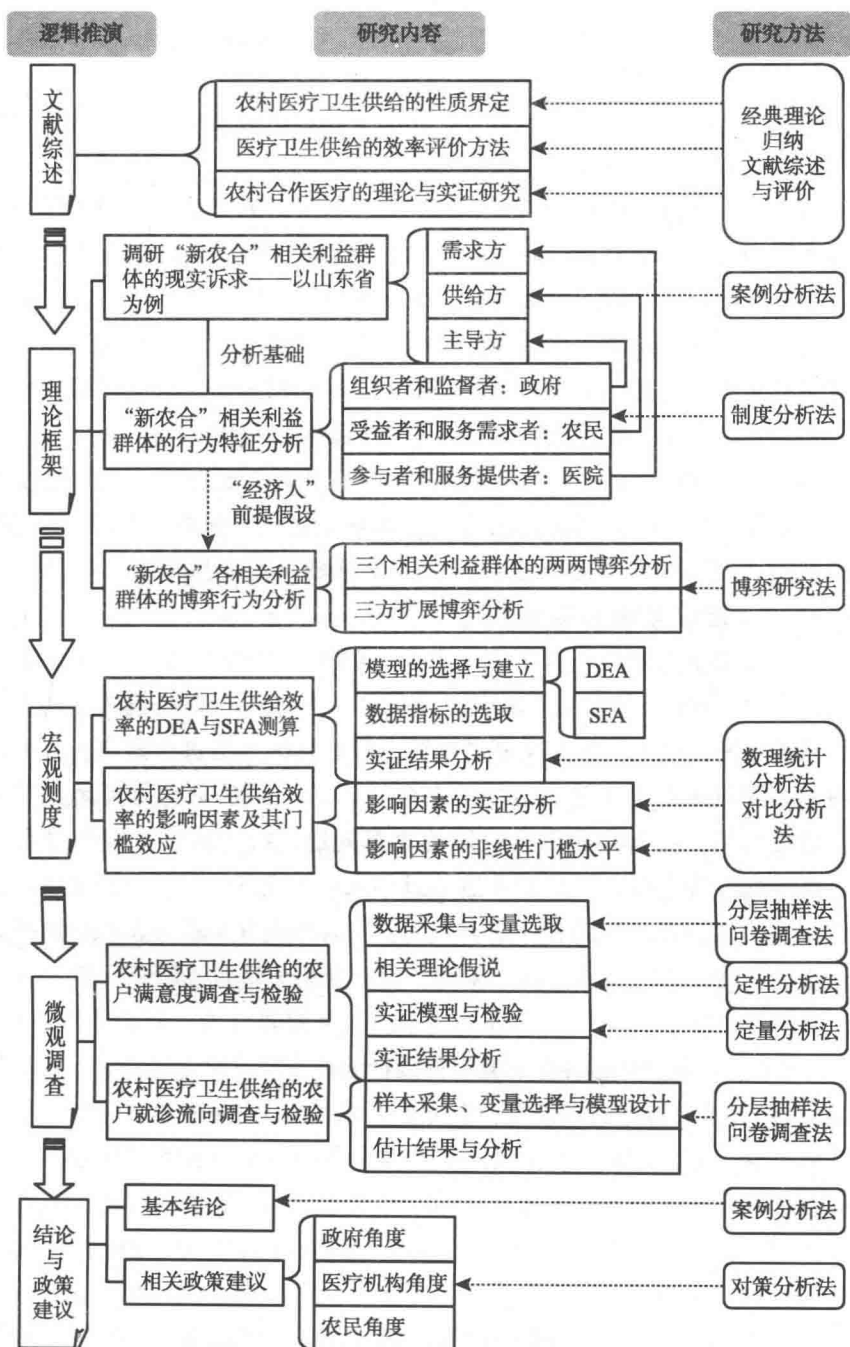 逻辑推演
研究内容
研究方法
文献综述
农村医疗卫生供给的性质界定
医疗卫生供给的效率评价方法
农村合作医疗的理论与实证研究
经典理论
归纳
文献综述
与评价
理论框架
调研“新农合”相关利益群
体的现实诉求——以山东省
为例
需求方
供给方
主导方
案例分析法
分析基础
“新农合”相关利益
群体的行为特征分析
组织者和监督者：政府
受益者和服务需求者：农民
参与者和服务提供者：医院
制度分析法
“经济人”
前提假设
“新农合”各相关利益
群体的博弈行为分析
三个相关利益群体的两两博弈分析
三方扩展博弈分析
博弈研究法
宏观测度
农村医疗卫生供给效
率的DEA与SFA测算
模型的选择与建立
数据指标的选取
实证结果分析
DEA
SFA
农村医疗卫生供给效
率的影响因素及其门
槛效应
影响因素的实证分析
影响因素的非线性门槛水平
数理统计
分析法
对比分析
法
微观调查
农村医疗卫生供给的农
户满意度调查与检验
数据采集与变量选取
相关理论假说
实证模型与检验
实证结果分析
分层抽样法
问卷调查法
定性分析法
定量分析法
农村医疗卫生供给的农
户就诊流向调查与检验
样本采集、变量选择与模型设计
估计结果与分析
分层抽样法
问卷调查法
结论
与
政策
建议
基本结论
案例分析法
相关政策建议
政府角度
医疗机构角度
农民角度
对策分析法